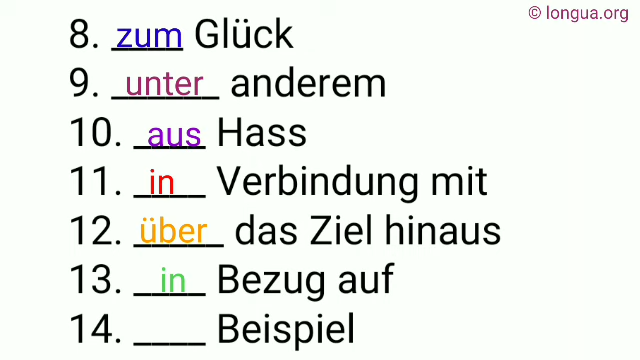 © longua.org
8. zum Glück
9. unter anderem
10. aus Hass
11. in Verbindung mit
12. über das Ziel hinaus
13. in Bezug auf
14. ____ Beispiel